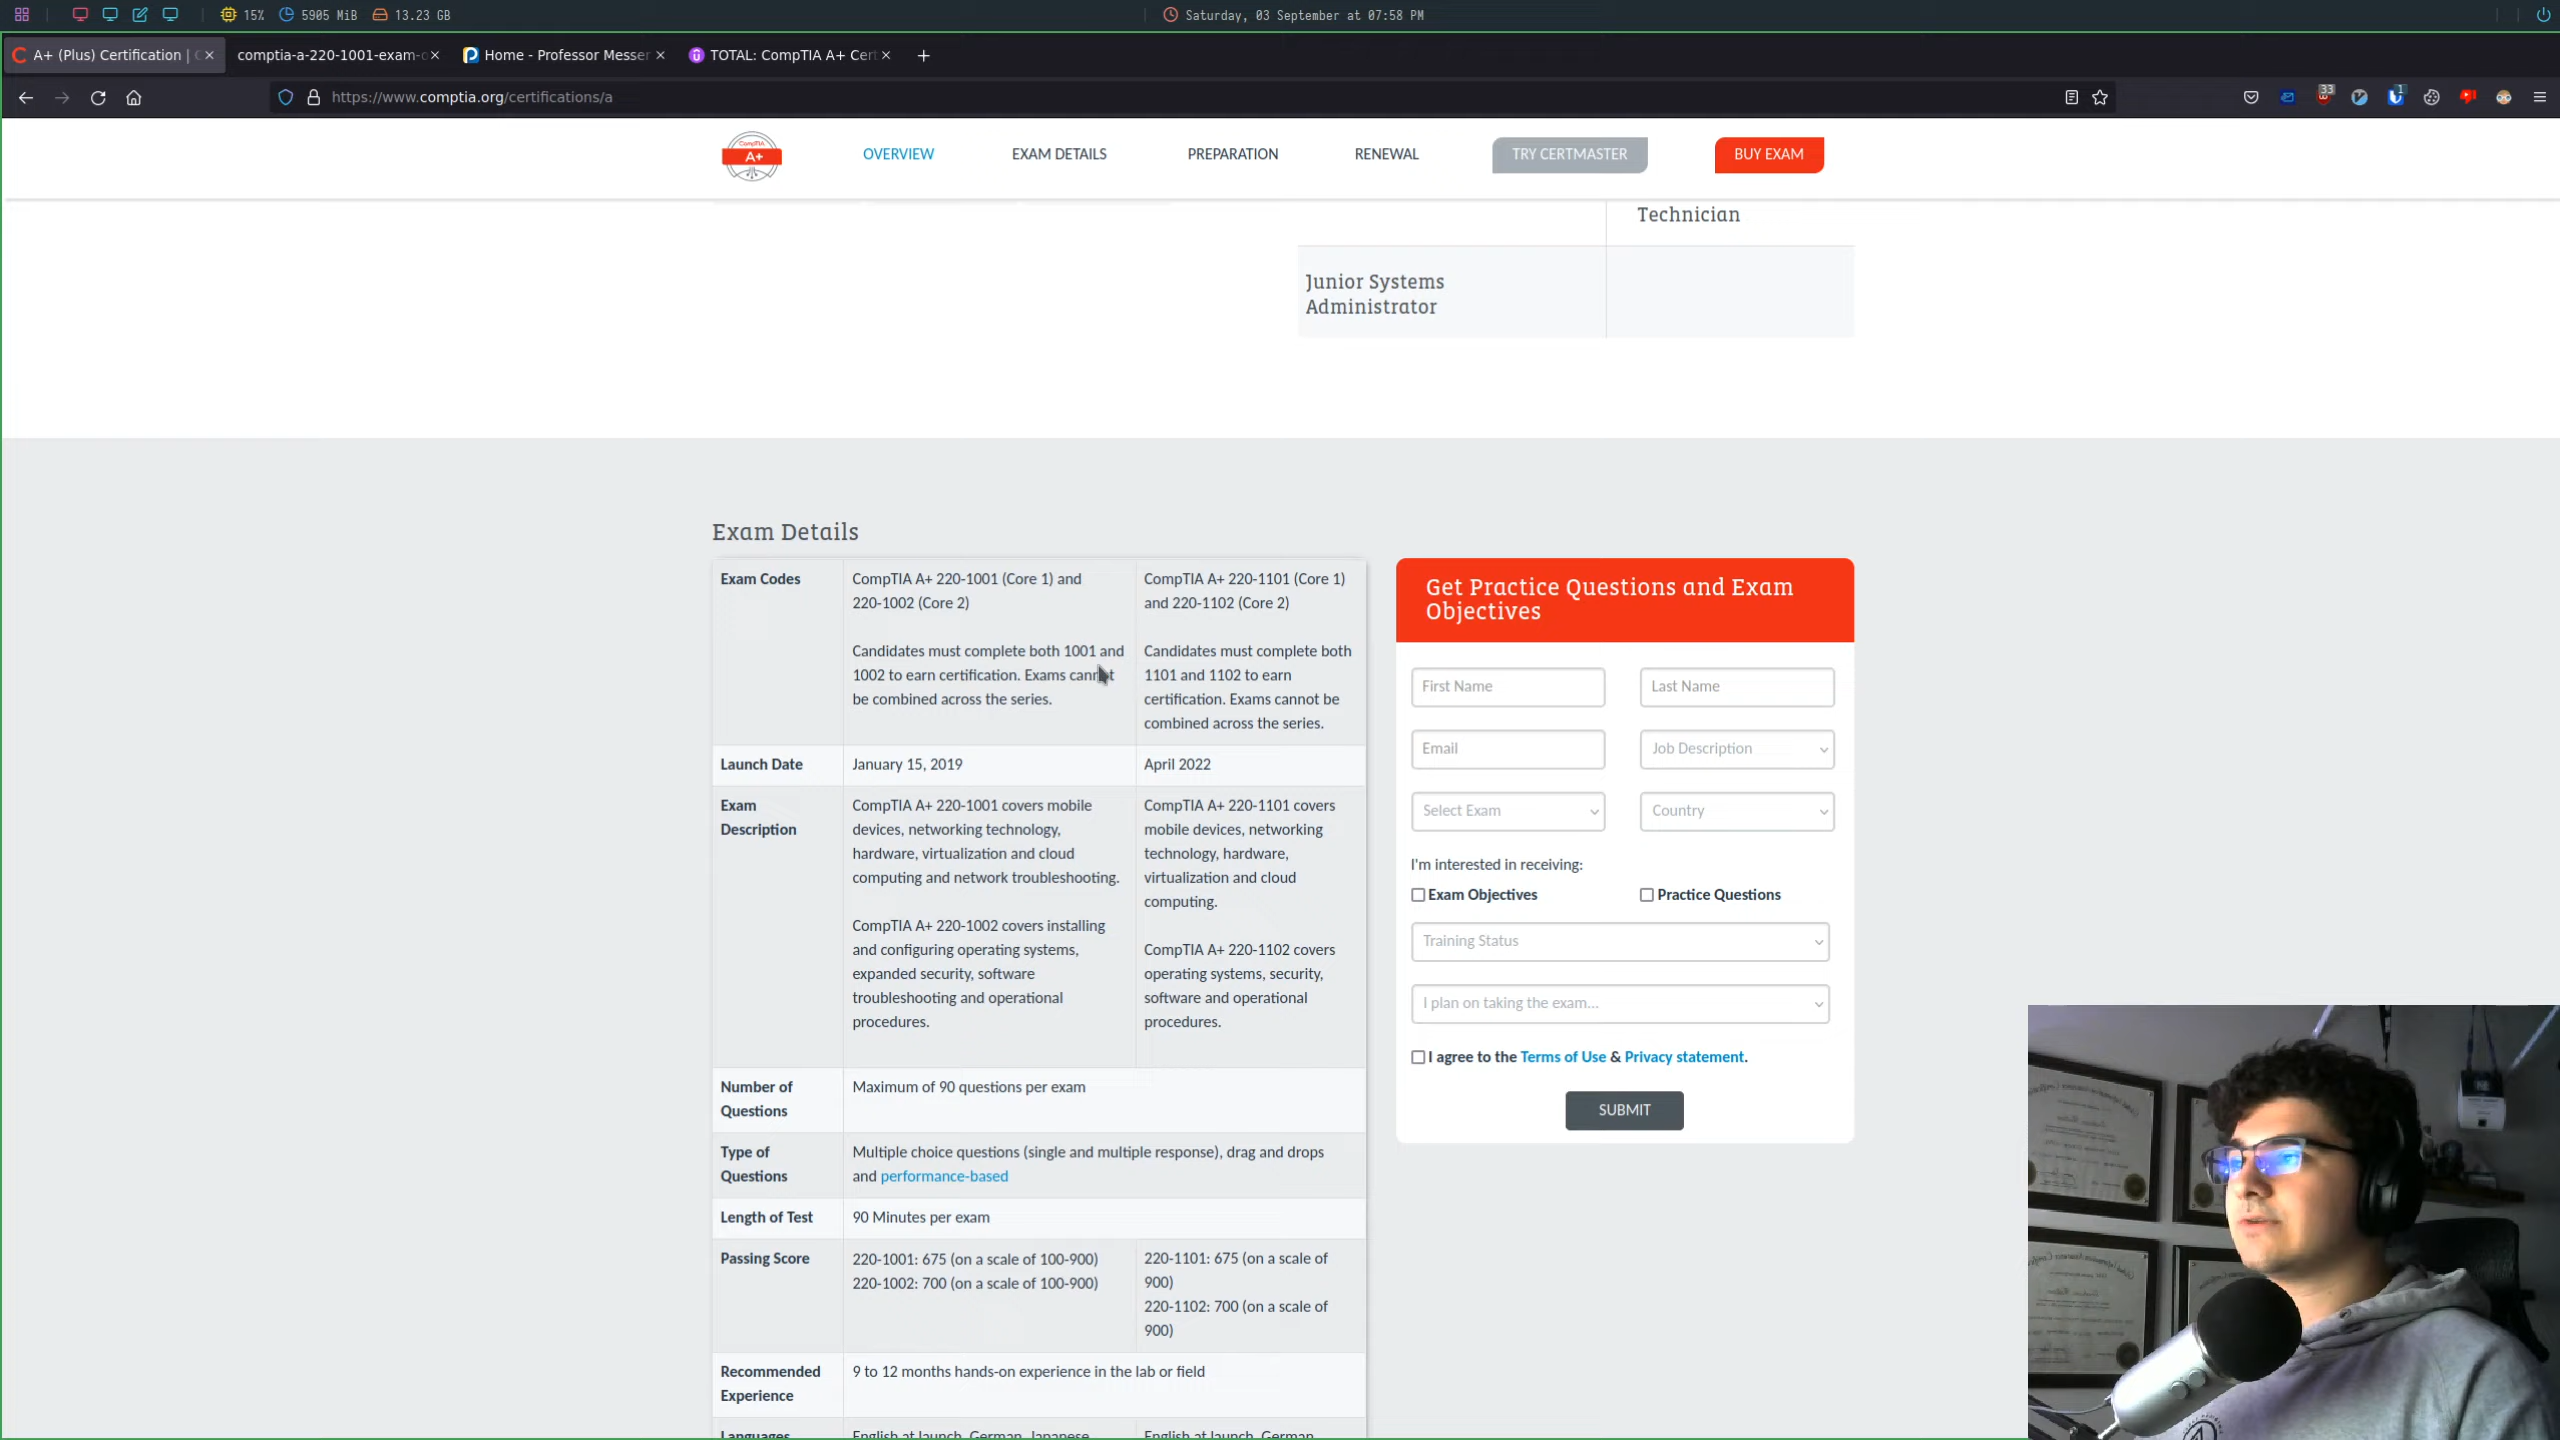 15% 5905 MiB 13.23 GB Saturday, 03 September at 07:58 PM
A+ (Plus) Certification | comptia-a-220-1001-exam- Home - Professor Messer TOTAL: CompTIA A+ Cert
https://www.comptia.org/certifications/a 33 1
CompTIA
A+ OVERVIEW EXAM DETAILS PREPARATION RENEWAL TRY CERTMASTER BUY EXAM
Technician
Junior Systems
Administrator
Exam Details
Exam Codes
CompTIA A+ 220-1001 (Core 1) and
220-1002 (Core 2)
Candidates must complete both 1001 and
1002 to earn certification. Exams cannot
be combined across the series.
CompTIA A+ 220-1101 (Core 1)
and 220-1102 (Core 2)
Candidates must complete both
1101 and 1102 to earn
certification. Exams cannot be
combined across the series.
Launch Date
January 15, 2019
April 2022
Exam
Description
CompTIA A+ 220-1001 covers mobile
devices, networking technology,
hardware, virtualization and cloud
computing and network troubleshooting.
CompTIA A+ 220-1002 covers installing
and configuring operating systems,
expanded security, software
troubleshooting and operational
procedures.
CompTIA A+ 220-1101 covers
mobile devices, networking
technology, hardware,
virtualization and cloud
computing.
CompTIA A+ 220-1102 covers
operating systems, security,
software and operational
procedures.
Number of
Questions
Maximum of 90 questions per exam
Type of
Questions
Multiple choice questions (single and multiple response), drag and drops
and performance-based
Length of Test
90 Minutes per exam
Passing Score
220-1001: 675 (on a scale of 100-900)
220-1002: 700 (on a scale of 100-900)
220-1101: 675 (on a scale of
900)
220-1102: 700 (on a scale of
900)
Recommended
Experience
9 to 12 months hands-on experience in the lab or field
Languages
English at launch. German, Japanese
English at launch. German
Get Practice Questions and Exam
Objectives
First Name Last Name
Email Job Description
Select Exam Country
I'm interested in receiving:
Exam Objectives Practice Questions
Training Status
I plan on taking the exam...
I agree to the Terms of Use & Privacy statement.
SUBMIT